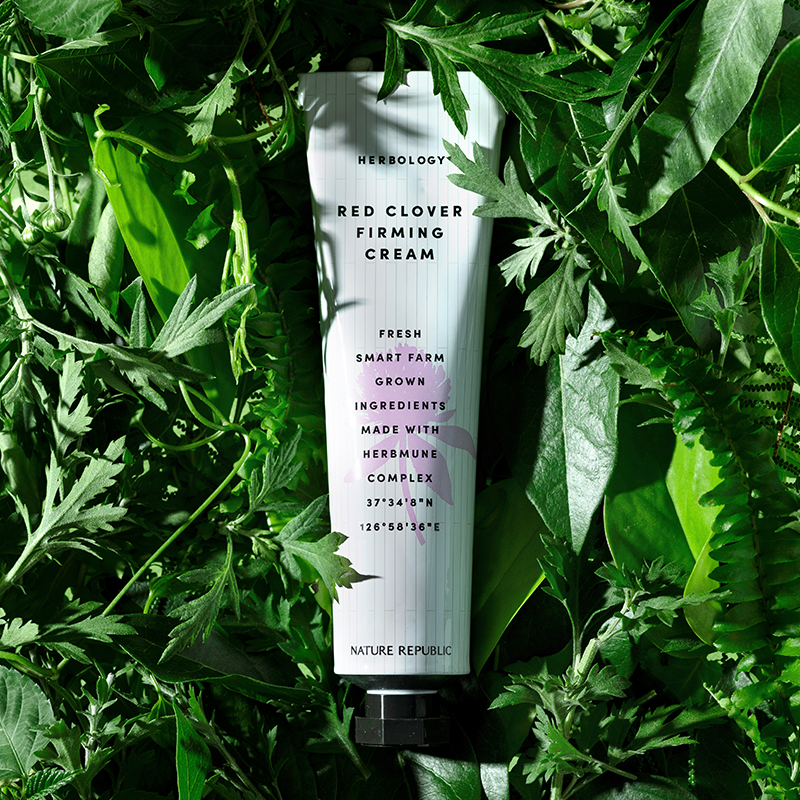 HERBOLOGY
RED CLOVER
FIRMING
CREAM
FRESH
SMART FARM
GROWN
INGREDIENTS
MADE WITH
HERBMUNE
COMPLEX
37°34'8"N
126°58'36"E
NATURE REPUBLIC